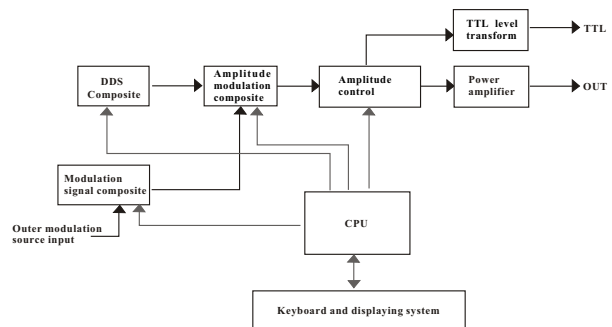 TTL level
transform
TTL
DDS
Composite
Amplitude
modulation
composite
Amplitude
control
Power
amplifier
OUT
Modulation
signal composite
Outer modulation
source input
CPU
Keyboard and displaying system